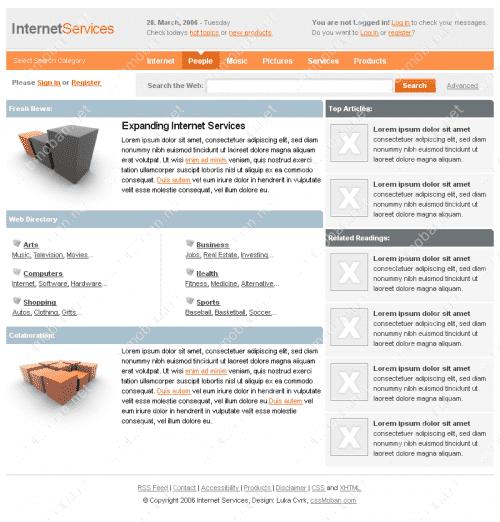 InternetServices
28. March, 2006 - Tuesday
Check todays hot topics or new products.
You are not Logged in! Log in to check your messages.
Do you want to Log in or register?
Select Search Category
Internet People Music Pictures Services Products
Please Sign in or Register
Search the Web: Search Advanced
Fresh News:
Expanding Internet Services
Lorem ipsum dolor sit amet, consectetuer adipiscing elit, sed diam
nonummy nibh euismod tincidunt ut laoreet dolore magna aliquam
erat volutpat. Ut wisi enim ad minim veniam, quis nostrud exerci
tation ullamcorper suscipit lobortis nisl ut aliquip ex ea commodo
consequat. Duis autem vel eum iriure dolor in hendrerit in vulputate
velit esse molestie consequat, vel illum dolore eu.
Web Directory
Arts
Music, Television, Movies...
Business
Jobs, Real Estate, Investing...
Computers
Internet, Software, Hardware...
Health
Fitness, Medicine, Alternative...
Shopping
Autos, Clothing, Gifts...
Sports
Baseball, Basketball, Soccer...
Colaboration:
Lorem ipsum dolor sit amet, consectetuer adipiscing elit, sed diam
nonummy nibh euismod tincidunt ut laoreet dolore magna aliquam
erat volutpat. Ut wisi enim ad minim veniam, quis nostrud exerci
tation ullamcorper suscipit lobortis nisl ut aliquip ex ea commodo
consequat. Duis autem vel eum iriure dolor in hendrerit in vulputate
velit esse molestie consequat, vel illum dolore eu.Duis autem vel
eum iriure dolor in hendrerit in vulputate velit esse molestie
consequat, vel illum dolore eu.
Top Articles:
Lorem ipsum dolor sit amet
consectetuer adipiscing elit, sed diam
nonummy nibh euismod tincidunt ut
laoreet dolore magna aliquam.
Lorem ipsum dolor sit amet
consectetuer adipiscing elit, sed diam
nonummy nibh euismod tincidunt ut
laoreet dolore magna aliquam.
Related Readings:
Lorem ipsum dolor sit amet
consectetuer adipiscing elit, sed diam
nonummy nibh euismod tincidunt ut
laoreet dolore magna aliquam.
Lorem ipsum dolor sit amet
consectetuer adipiscing elit, sed diam
nonummy nibh euismod tincidunt ut
laoreet dolore magna aliquam.
Lorem ipsum dolor sit amet
consectetuer adipiscing elit, sed diam
nonummy nibh euismod tincidunt ut
laoreet dolore magna aliquam.
Lorem ipsum dolor sit amet
consectetuer adipiscing elit, sed diam
nonummy nibh euismod tincidunt ut
laoreet dolore magna aliquam.
RSS Feed | Contact | Accessibility | Products | Disclaimer | CSS and XHTML
© Copyright 2006 Internet Services, Design: Luka Cvrk, cssMoban.com